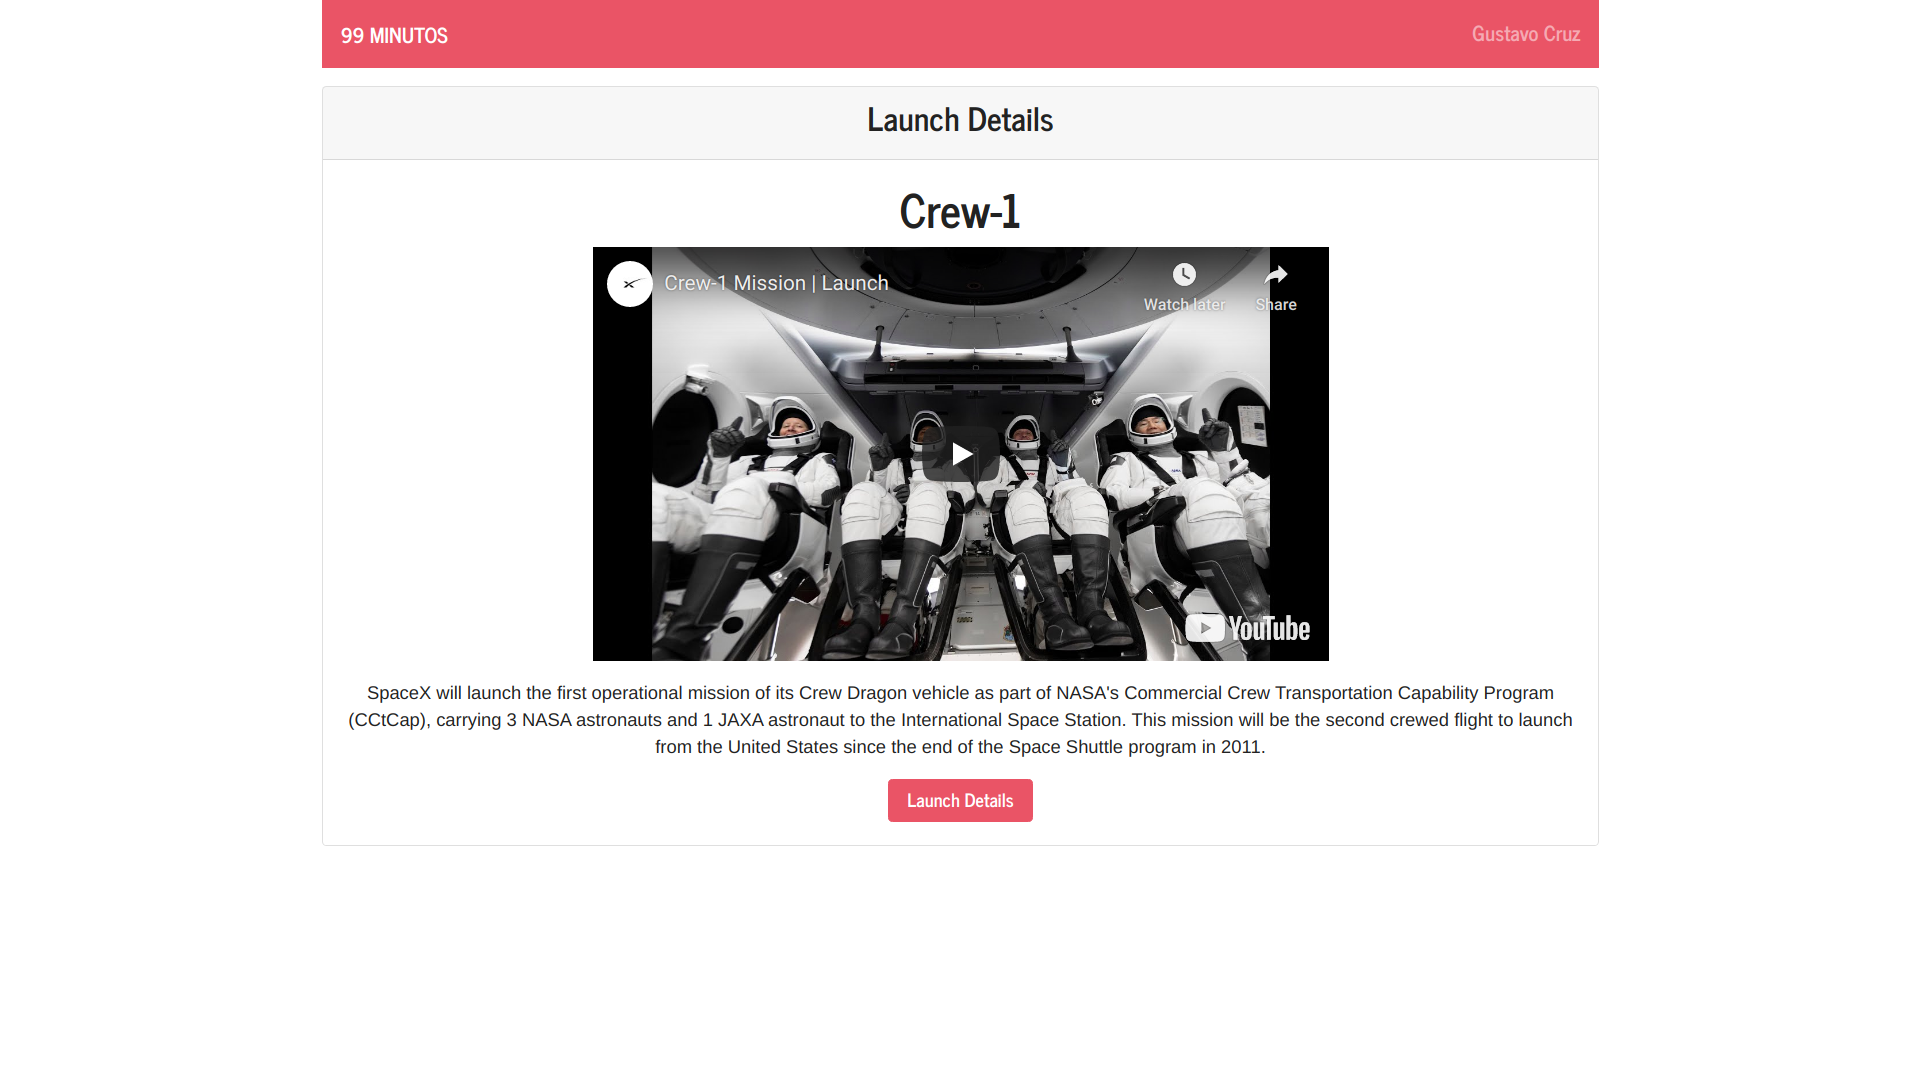 99 MINUTOS
Gustavo Cruz
Launch Details
Crew-1
Crew-1 Mission | Launch
Watch later
Share
YouTube
SpaceX will launch the first operational mission of its Crew Dragon vehicle as part of NASA's Commercial Crew Transportation Capability Program
(CCtCap), carrying 3 NASA astronauts and 1 JAXA astronaut to the International Space Station. This mission will be the second crewed flight to launch
from the United States since the end of the Space Shuttle program in 2011.
Launch Details